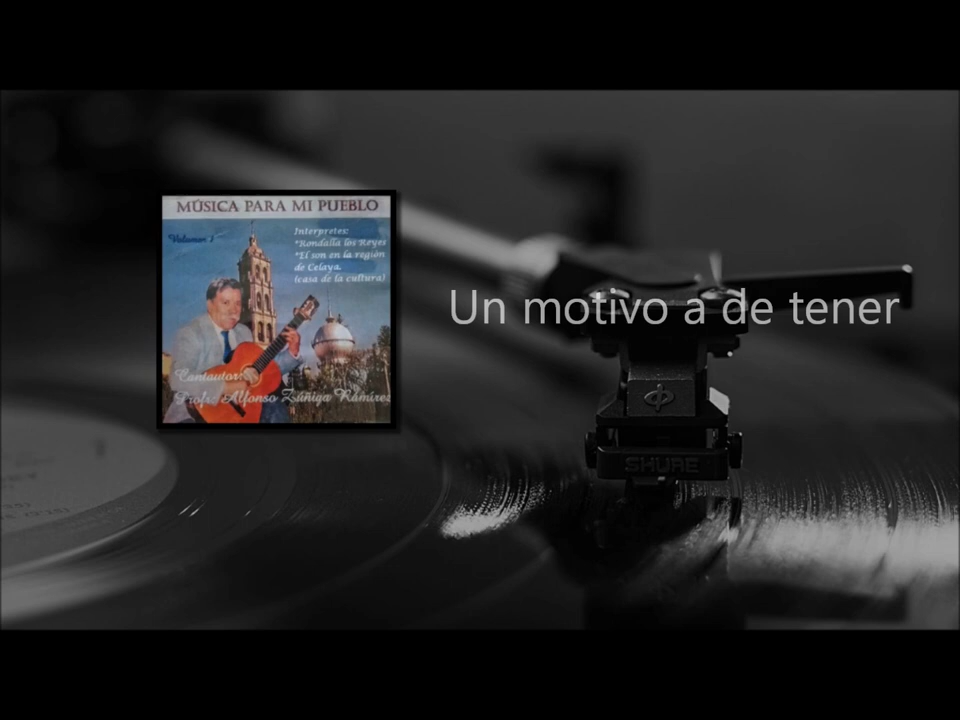 MÚSICA PARA MI PUEBLO
Volumen 1
Interpretes:
*Rondalla los Reyes
*El son en la región
de Celaya.
(casa de la cultura)
Cantautor:
Profr. Alfonso Zúñiga Ramírez
Un motivo a de tener
SHURE